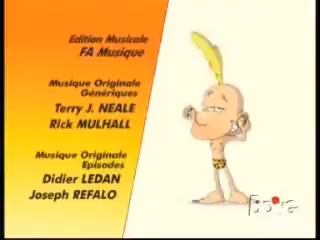 Edition Musicale
FA Musique
Musique Originale
Génériques
Terry J. NEALE
Rick MULHALL
Musique Originale
Episodes
Didier LEDAN
Joseph REFALO